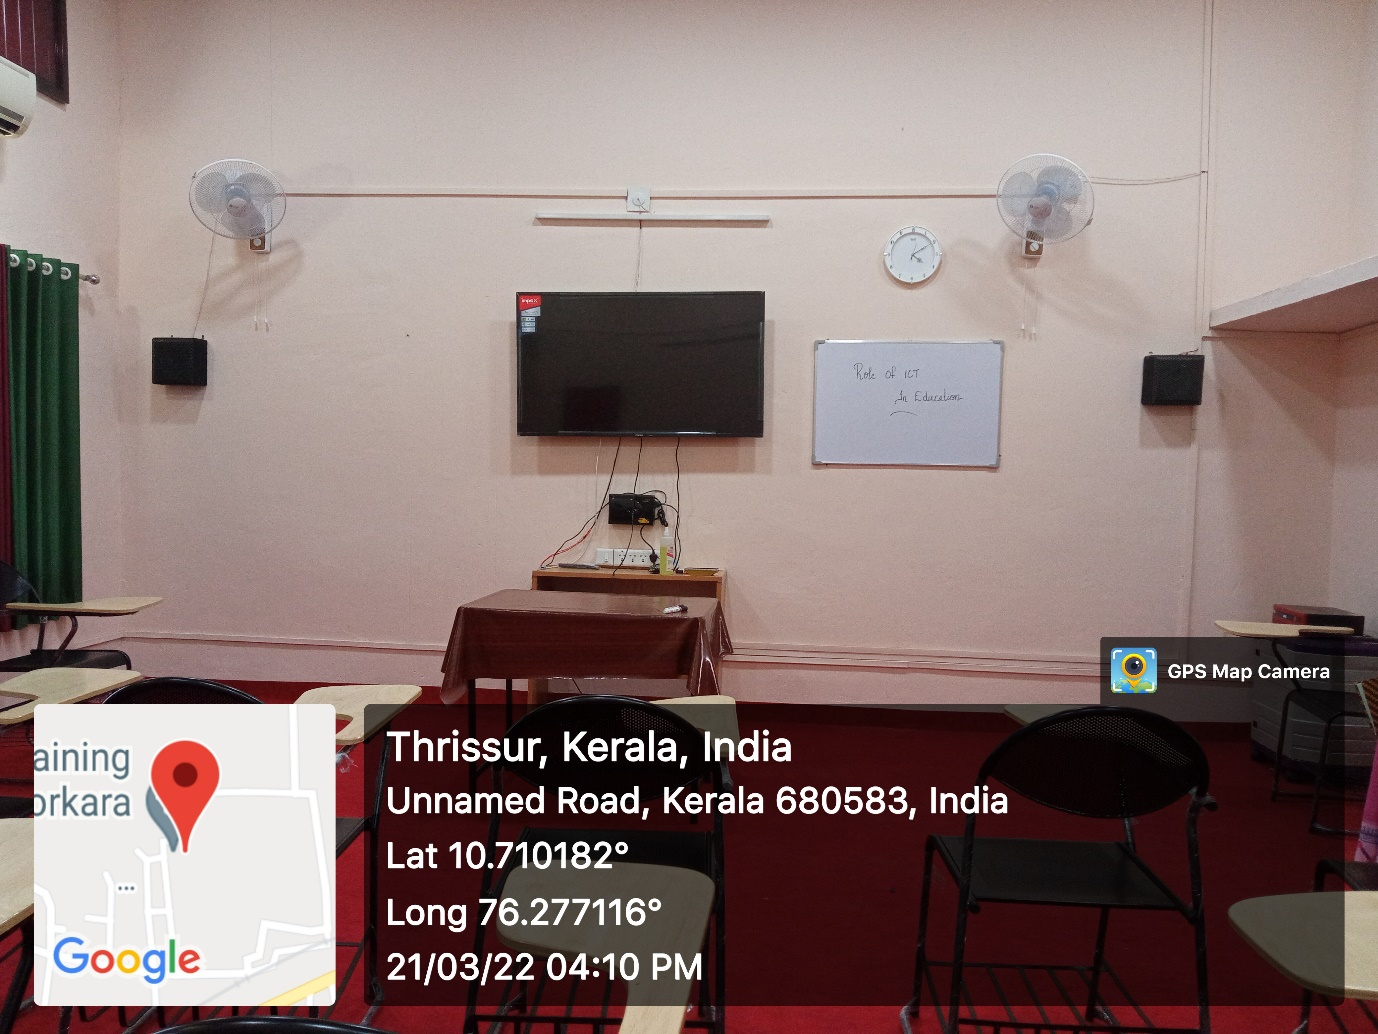 impex
Role of ICT
In Education
GPS Map Camera
aining
orkara
...
Google
Thrissur, Kerala, India
Unnamed Road, Kerala 680583, India
Lat 10.710182°
Long 76.277116°
21/03/22 04:10 PM